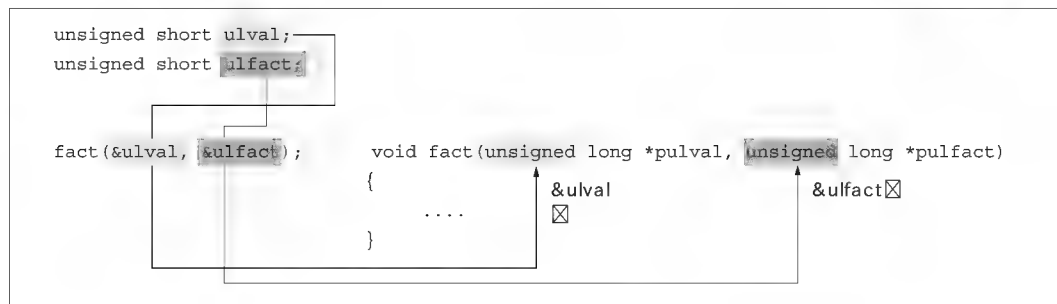 unsigned short ulval;
unsigned short ulfact;
fact(&ulval, &ulfact); void fact(unsigned long *pulval, unsigned long *pulfact)
{
&ulval &ulfact
....
}